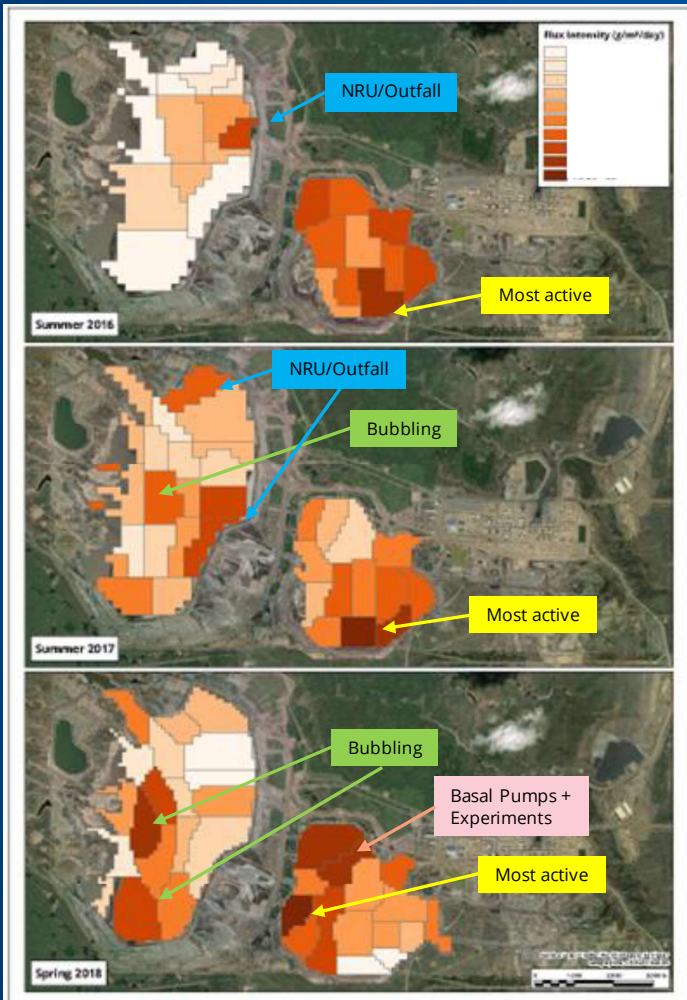 Flux Intensity (g/m²/day)
NRU/Outfall
Most active
Summer 2016
NRU/Outfall
Bubbling
Most active
Summer 2017
Bubbling
Basal Pumps +
Experiments
Most active
Spring 2018